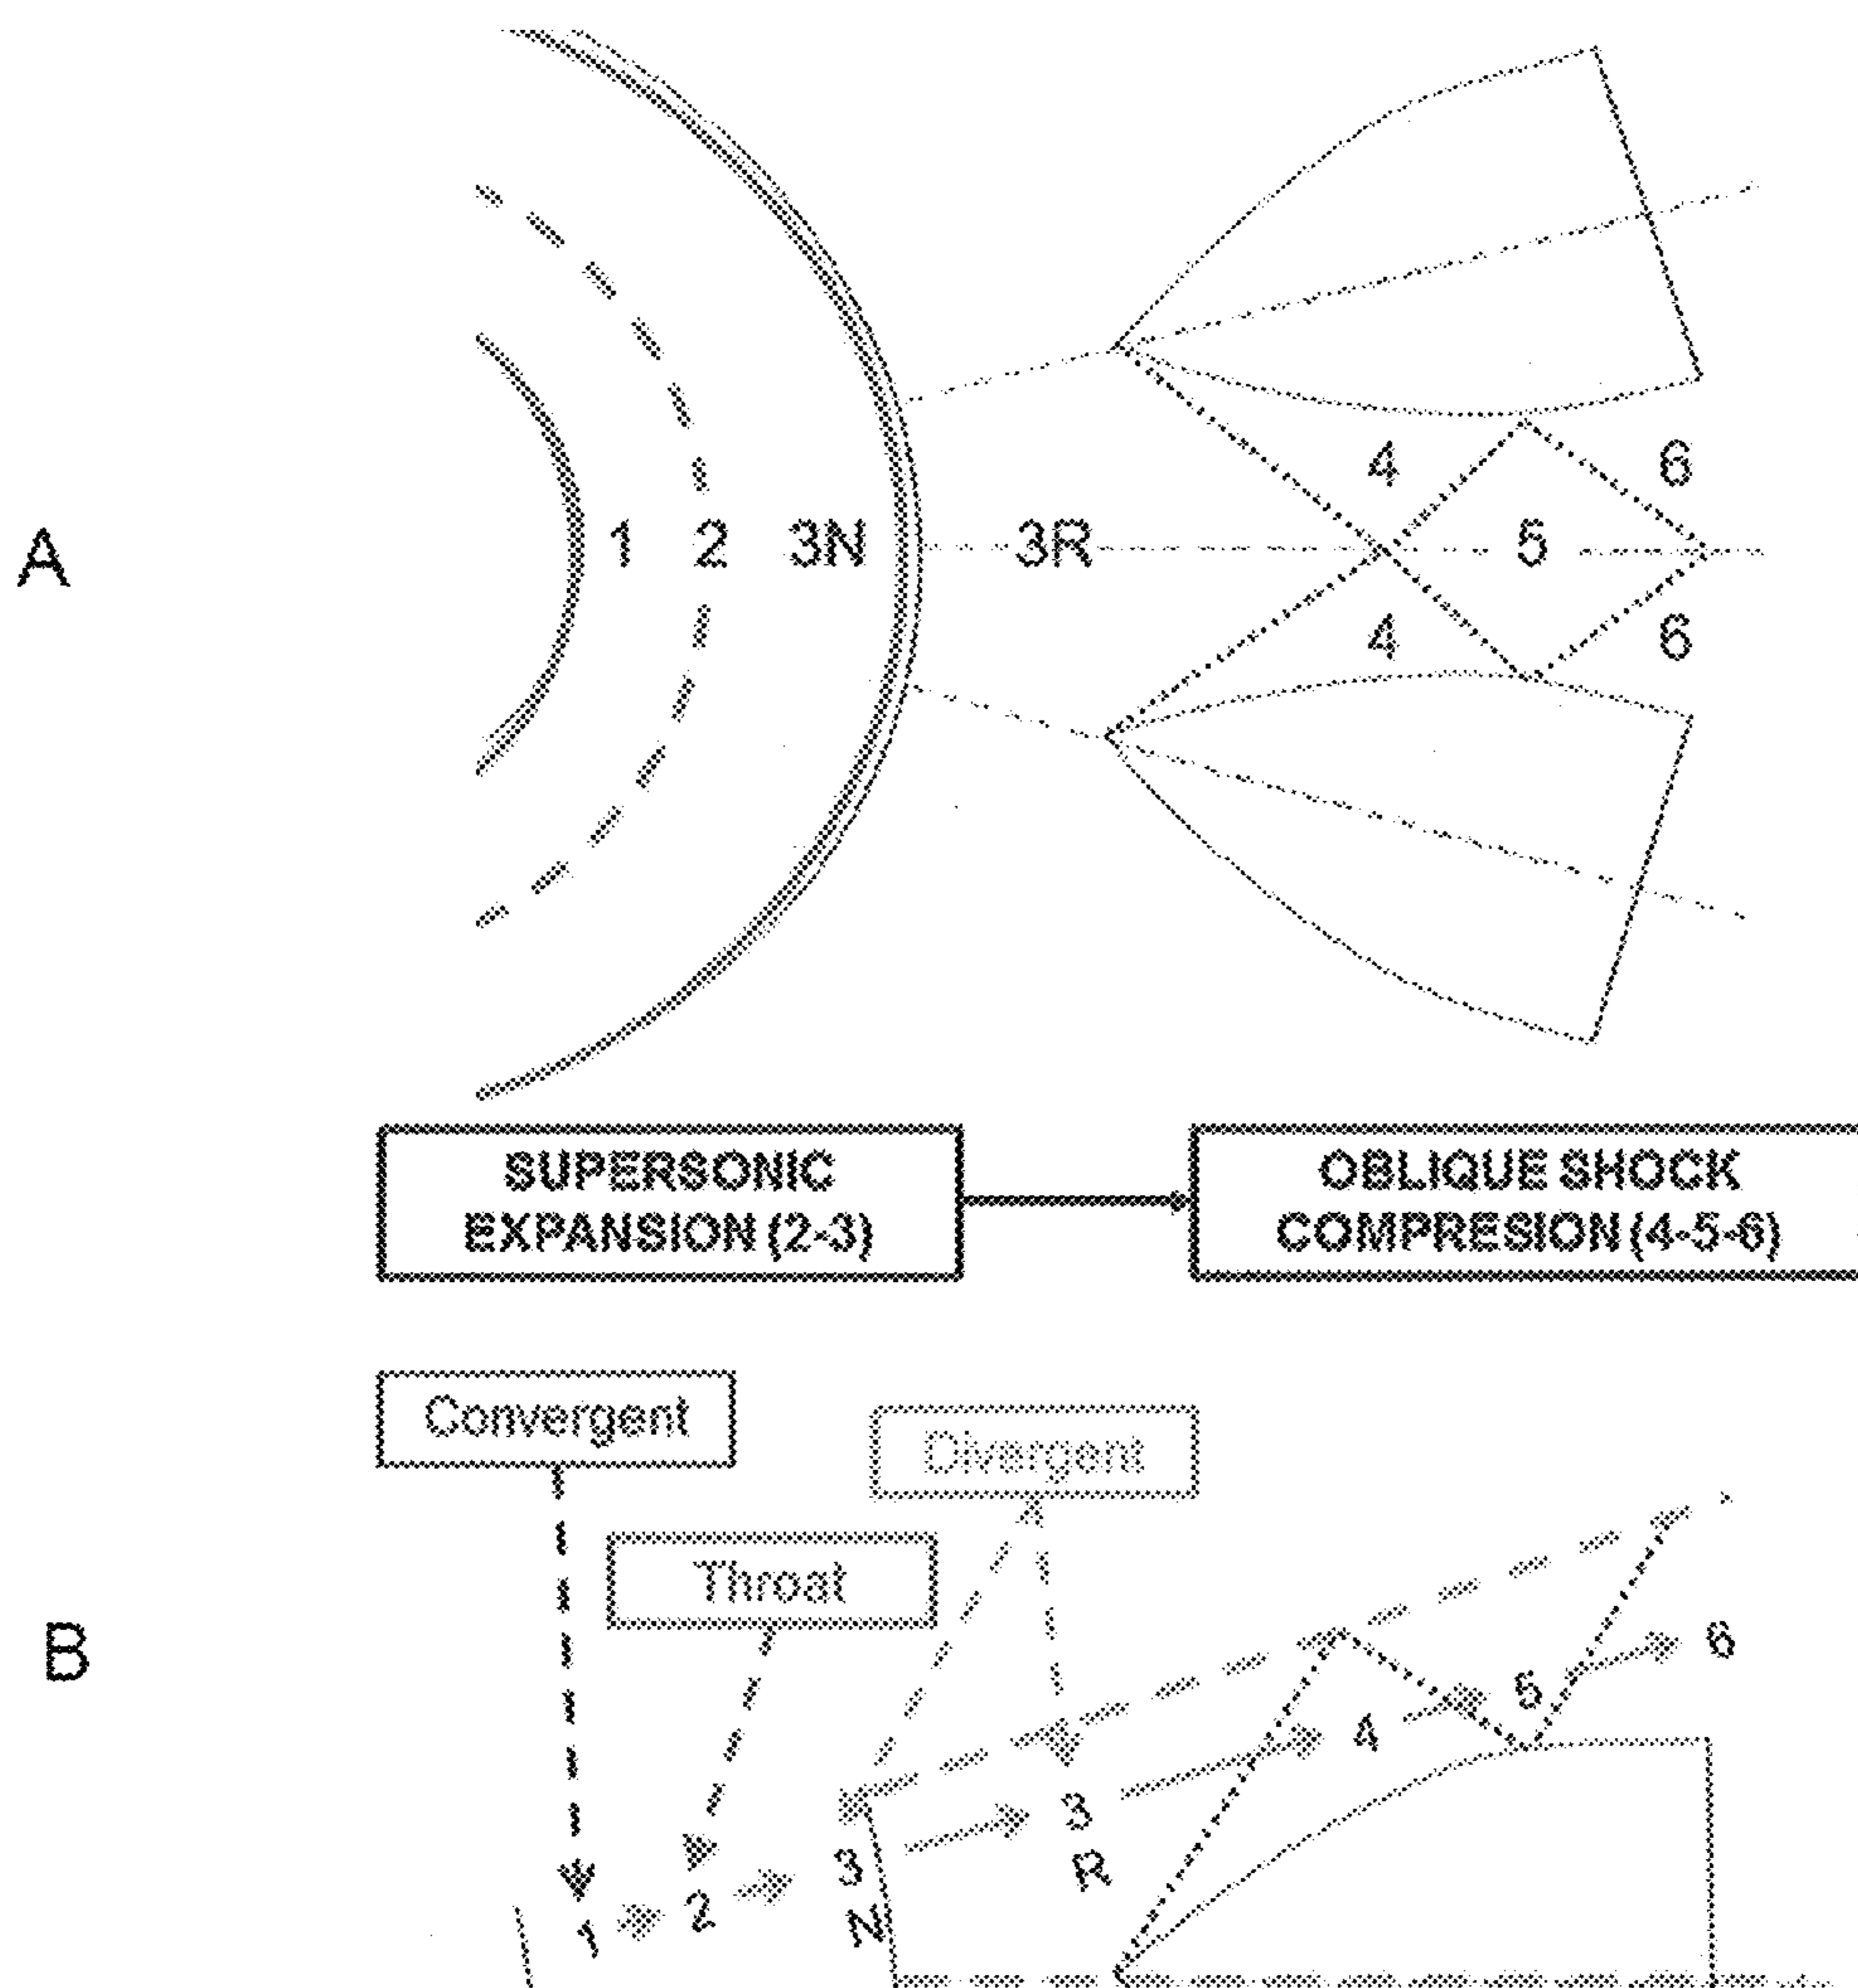 4
6
A
1
2
3N
3R
5
4
6
SUPERSONIC
EXPANSION (2-3)
OBLIQUE SHOCK
COMPRESION (4-5-6)
Convergent
Divergent
Throat
B
6
5
4
3
R
3
N
2
1